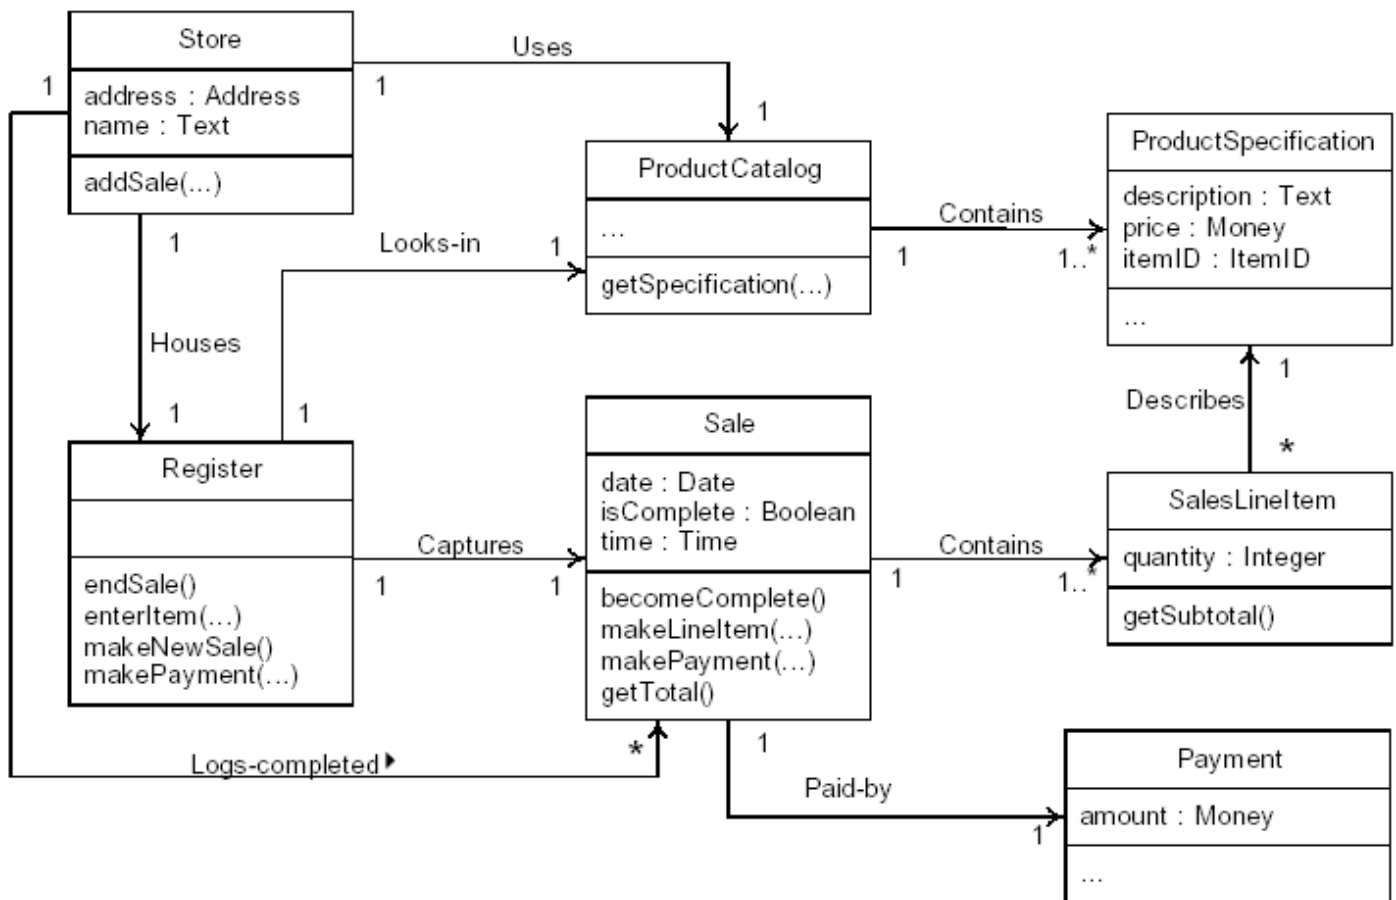 Store
address : Address
name : Text
addSale(...)
1
1
Uses
1
ProductCatalog
...
getSpecification(...)
ProductSpecification
description : Text
price : Money
itemID : ItemID
...
Contains
1
1..*
1
Houses
1
Looks-in
1
1
Register
endSale()
enterItem(...)
makeNewSale()
makePayment(...)
Captures
1
1
Sale
date : Date
isComplete : Boolean
time : Time
becomeComplete()
makeLineItem(...)
makePayment(...)
getTotal()
Contains
1
1..*
1
Describes
*
SalesLineItem
quantity : Integer
getSubtotal()
Logs-completed
*
1
Paid-by
1
Payment
amount : Money
...